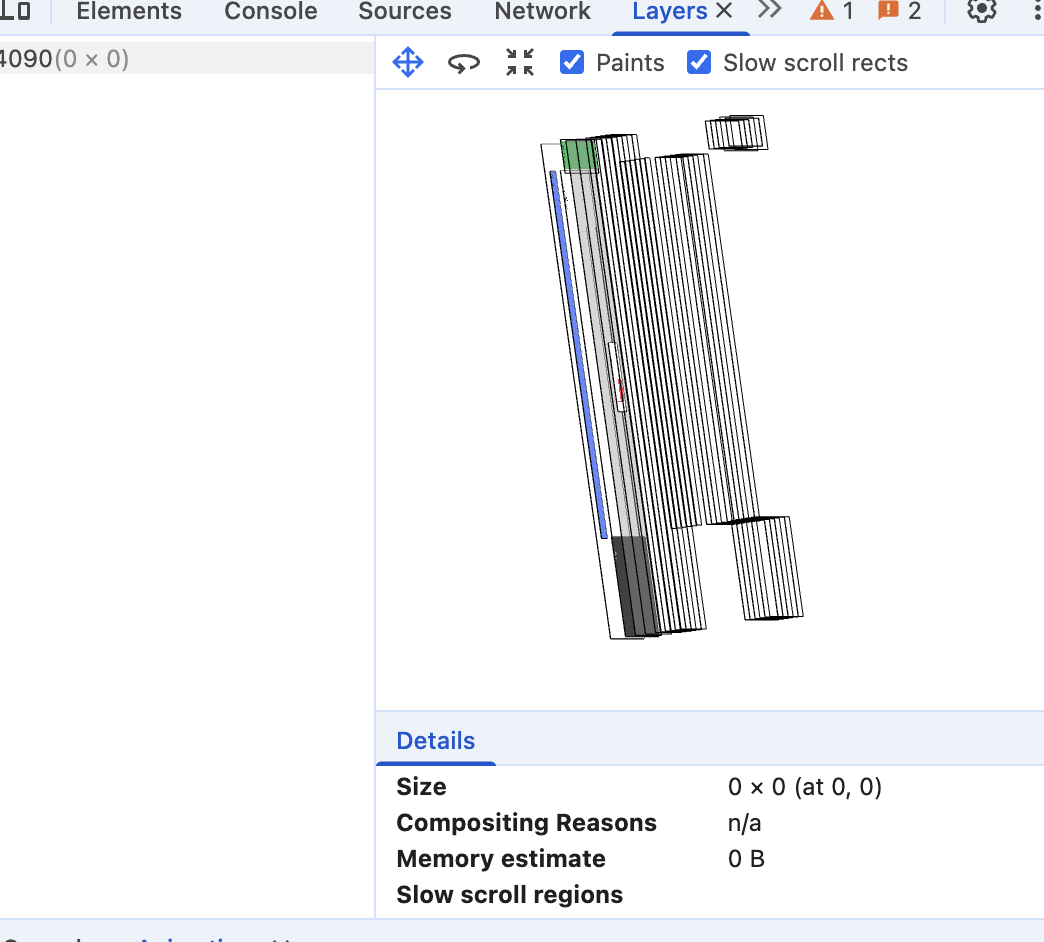 Elements Console Sources Network Layers 1 2
4090(0 × 0)
Paints Slow scroll rects
Details
Size 0 × 0 (at 0, 0)
Compositing Reasons n/a
Memory estimate 0 B
Slow scroll regions